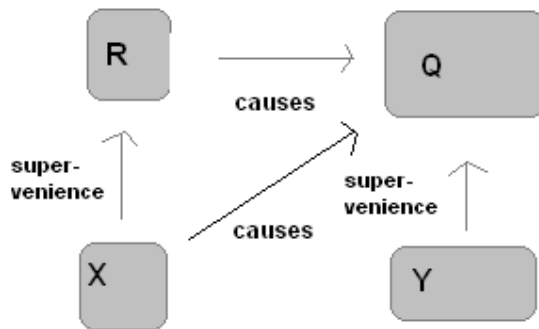 R
Q
causes
super-
venience
super-
venience
causes
X
Y